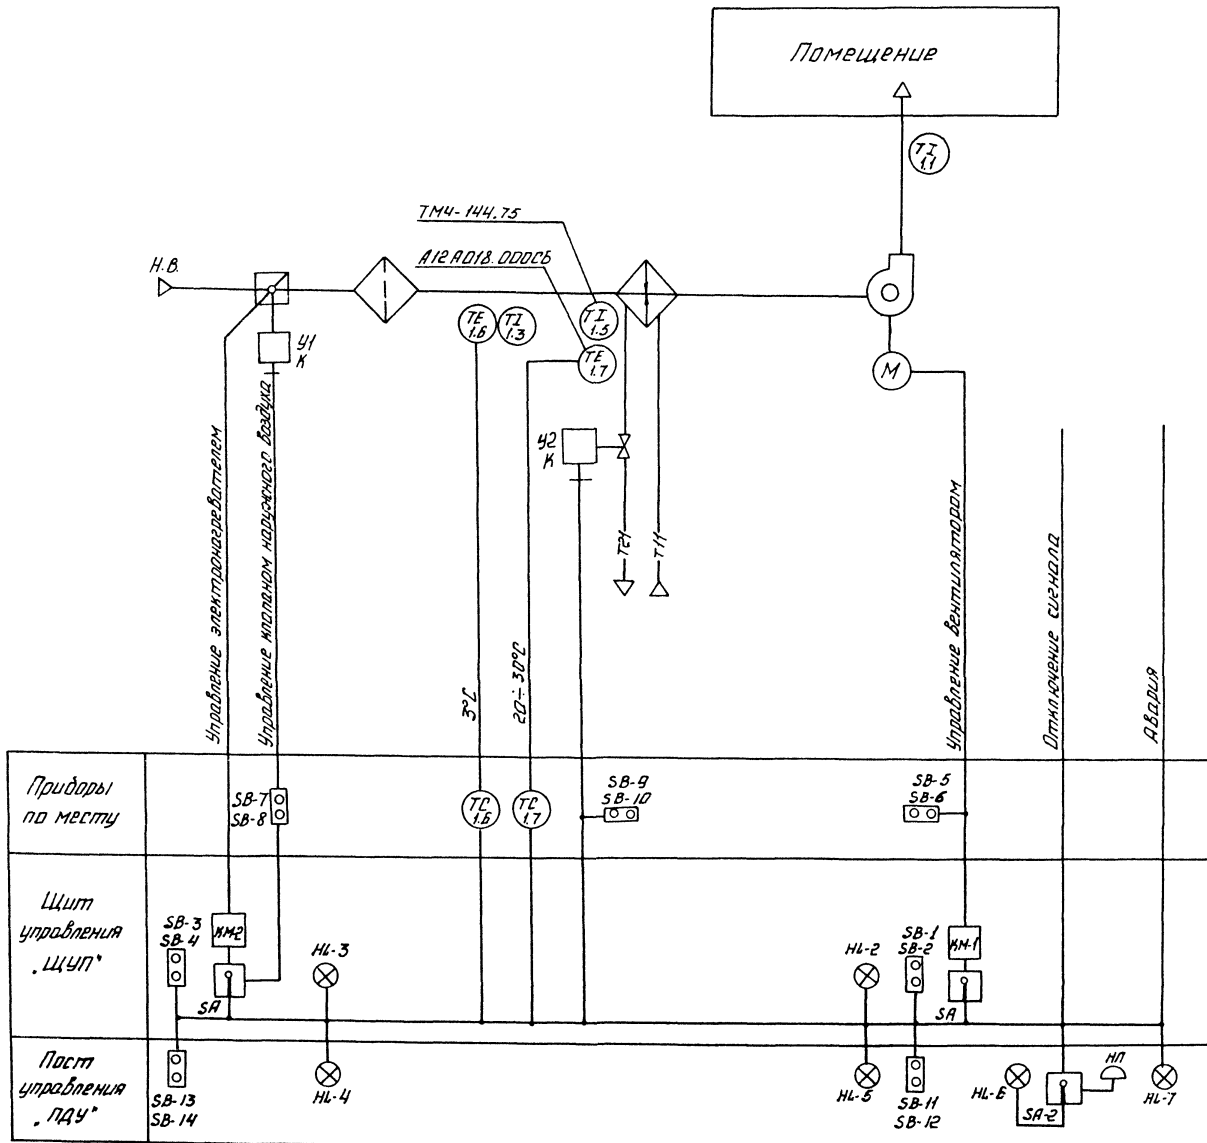 Помещение
TI
1.1
ТМ4-144.75
А12А018.000СБ
Н.В.
TE
1.6
TI
1.3
TI
1.5
TE
1.7
У1
К
М
У2
К
Т21
Т11
Управление электронагревателем
Управление клапаном наружного воздуха
3°С
20÷30°С
Управление вентилятором
Отключение сигнала
Авария
Приборы
по месту
SB-7
SB-8
TC
1.6
TC
1.7
SB-9
SB-10
SB-5
SB-6
Щит
управления
„ЩУП"
SB-3
SB-4
КМ-2
SA
HL-3
HL-2
SB-1
SB-2
КМ-1
SA
Пост
управления
„ПДУ"
SB-13
SB-14
HL-4
HL-5
SB-11
SB-12
HL-6
SA-2
НП
HL-7